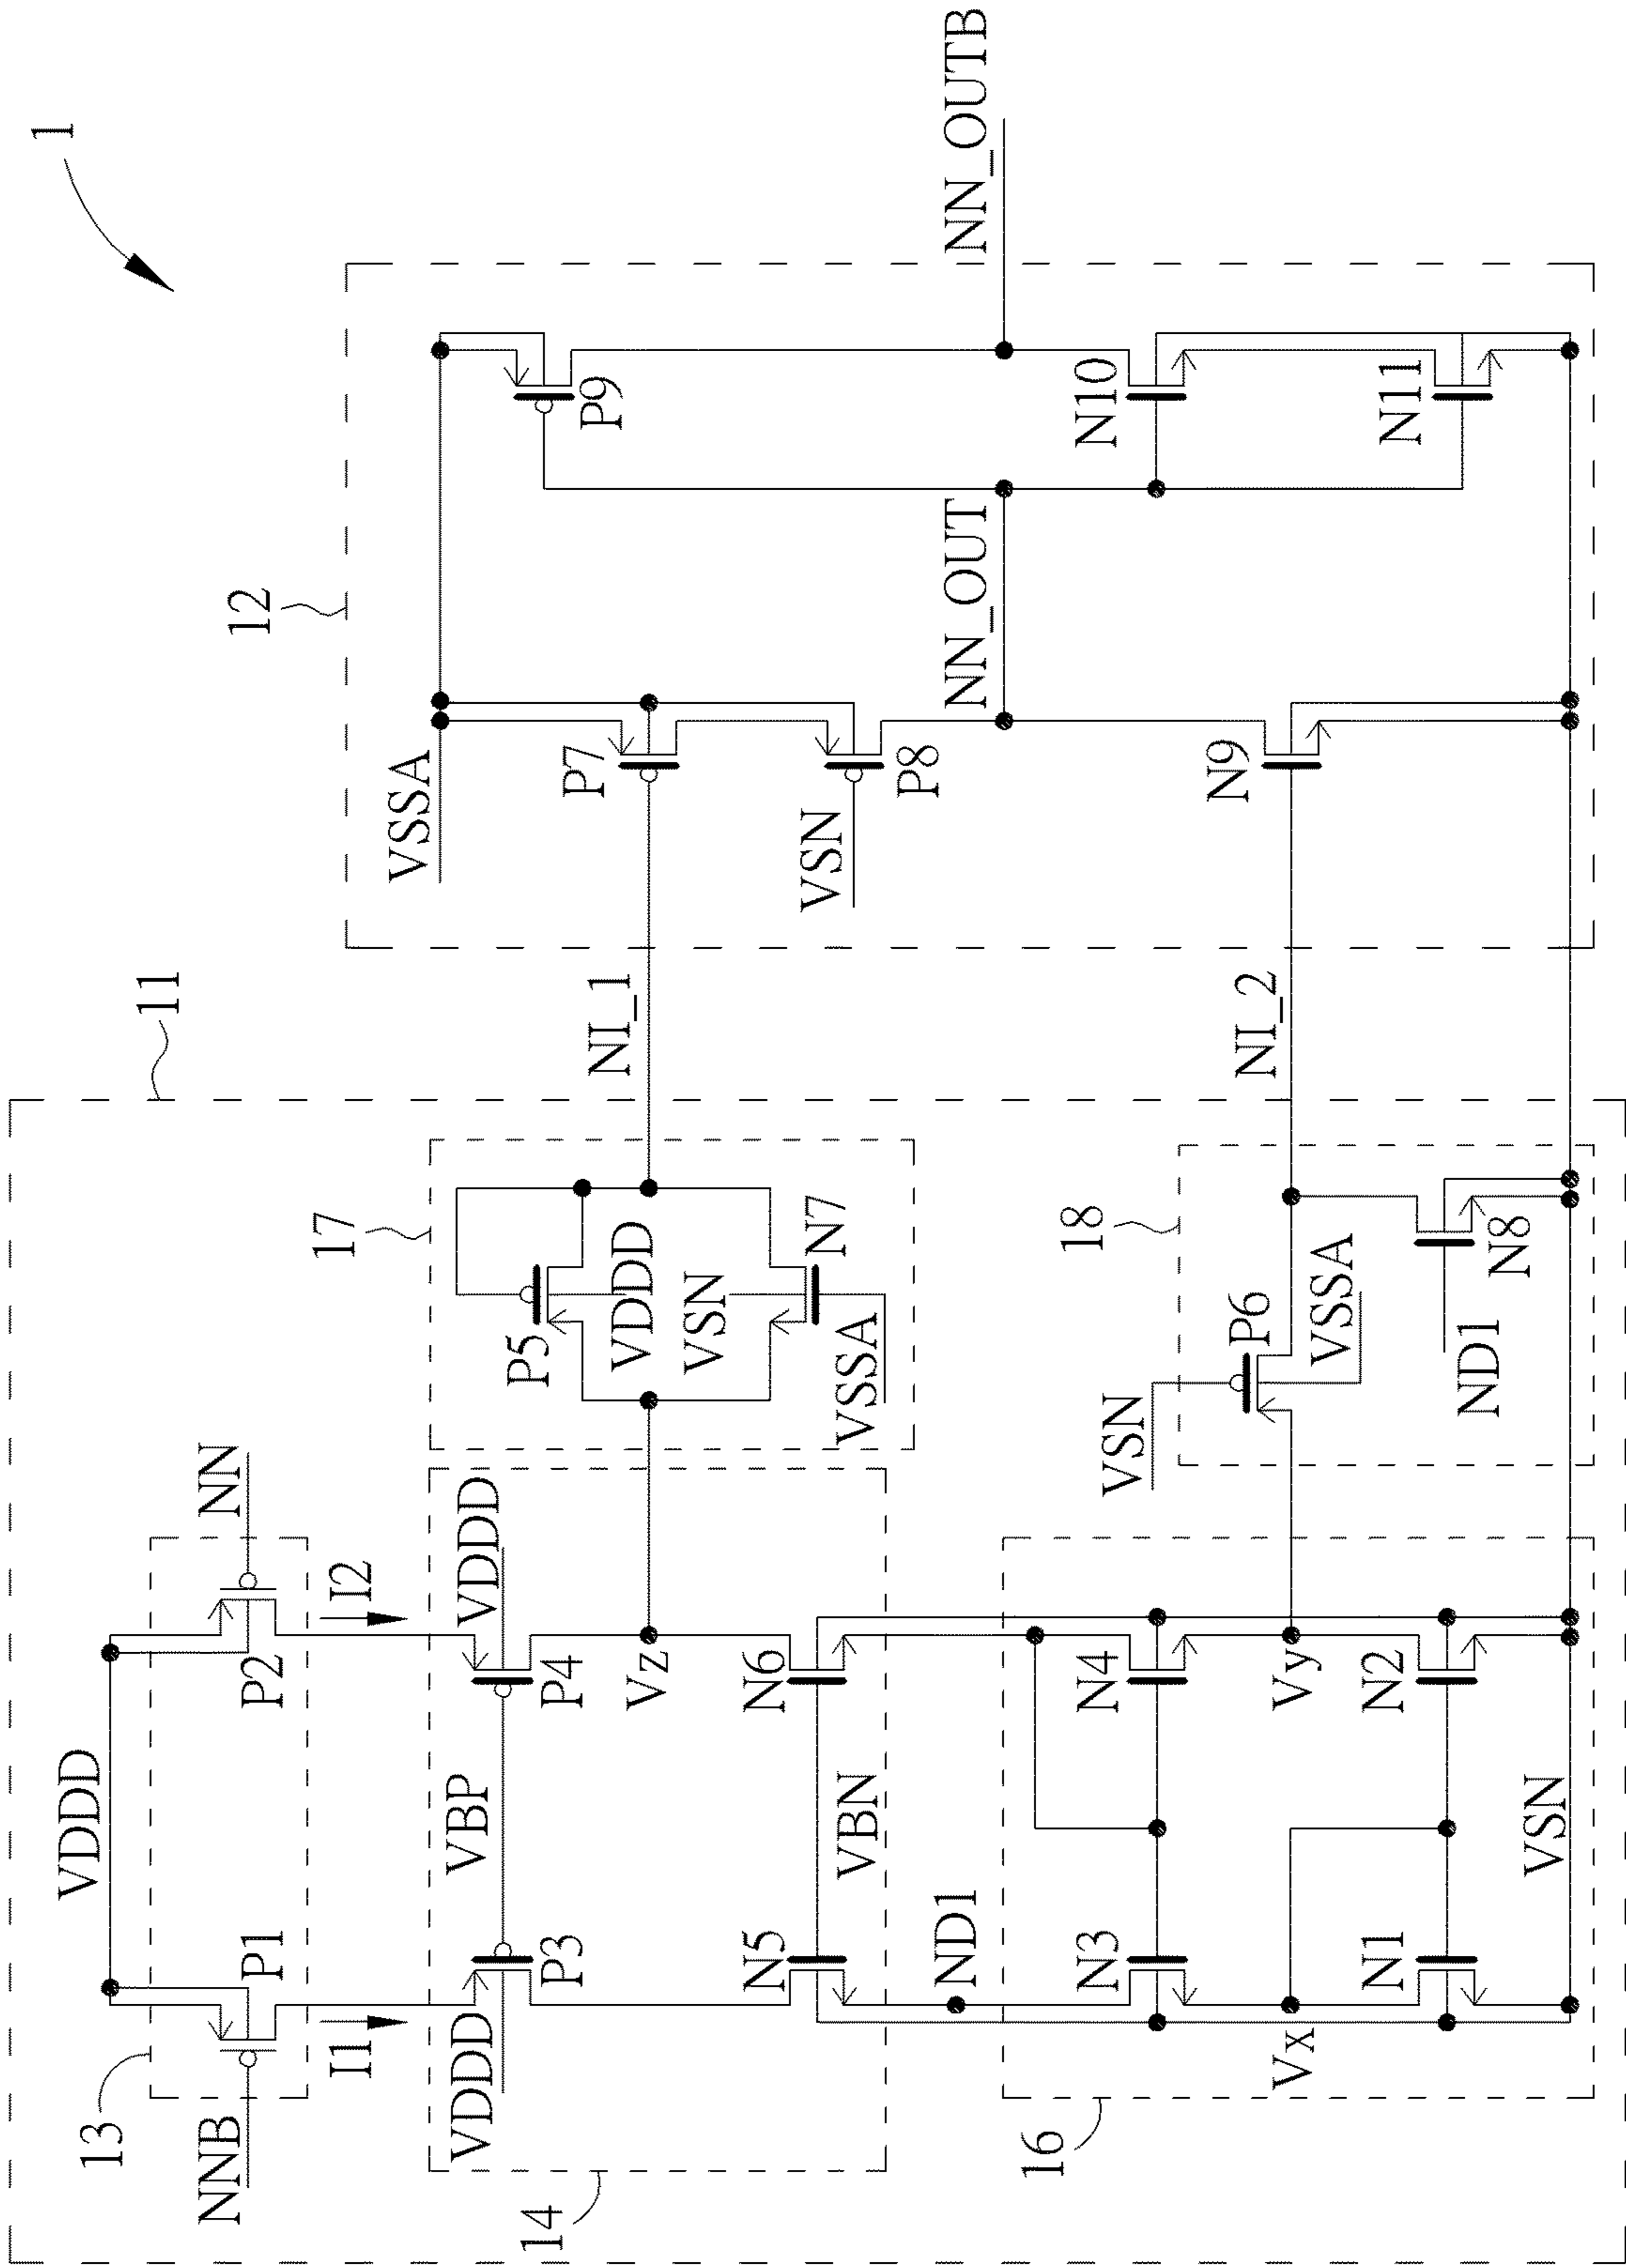 1
11
12
VDDD
NNB
P1
P2
NN
13
I1
I2
17
VSSA
P9
VDDD
VBP
VDDD
P3
P4
P5
VDDD
NI_1
P7
Vz
VSN
N7
VSN
P8
VSSA
14
N5
VBN
N6
ND1
NN_OUT
NN_OUTB
16
N3
N4
VSN
18
N10
P6
VSSA
NI_2
N9
Vx
Vy
N1
N2
ND1
N8
N11
VSN